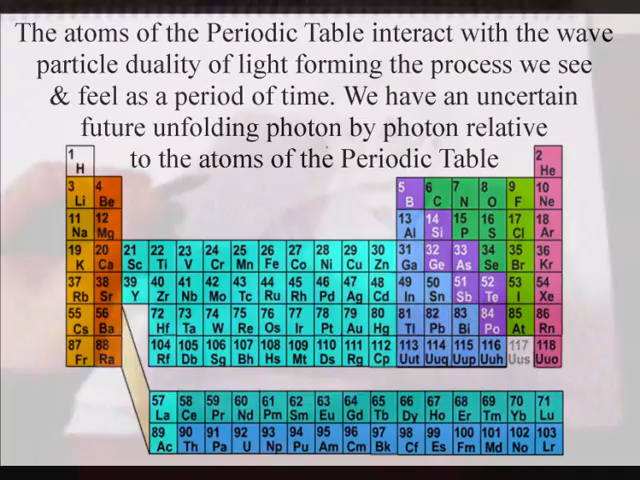 The atoms of the Periodic Table interact with the wave
particle duality of light forming the process we see
& feel as a period of time. We have an uncertain
future unfolding photon by photon relative
to the atoms of the Periodic Table
1 2
H He
3 4 5 6 7 8 9 10
Li Be B C N O F Ne
11 12 13 14 15 16 17 18
Na Mg Al Si P S Cl Ar
19 20 21 22 23 24 25 26 27 28 29 30 31 32 33 34 35 36
K Ca Sc Ti V Cr Mn Fe Co Ni Cu Zn Ga Ge As Se Br Kr
37 38 39 40 41 42 43 44 45 46 47 48 49 50 51 52 53 54
Rb Sr Y Zr Nb Mo Tc Ru Rh Pd Ag Cd In Sn Sb Te I Xe
55 56 72 73 74 75 76 77 78 79 80 81 82 83 84 85 86
Cs Ba Hf Ta W Re Os Ir Pt Au Hg Tl Pb Bi Po At Rn
87 88 104 105 106 107 108 109 110 111 112 113 114 115 116 117 118
Fr Ra Rf Db Sg Bh Hs Mt Ds Rg Cp Uut Uuq Uup Uuh Uus Uuo
57 58 59 60 61 62 63 64 65 66 67 68 69 70 71
La Ce Pr Nd Pm Sm Eu Gd Tb Dy Ho Er Tm Yb Lu
89 90 91 92 93 94 95 96 97 98 99 100 101 102 103
Ac Th Pa U Np Pu Am Cm Bk Cf Es Fm Md No Lr